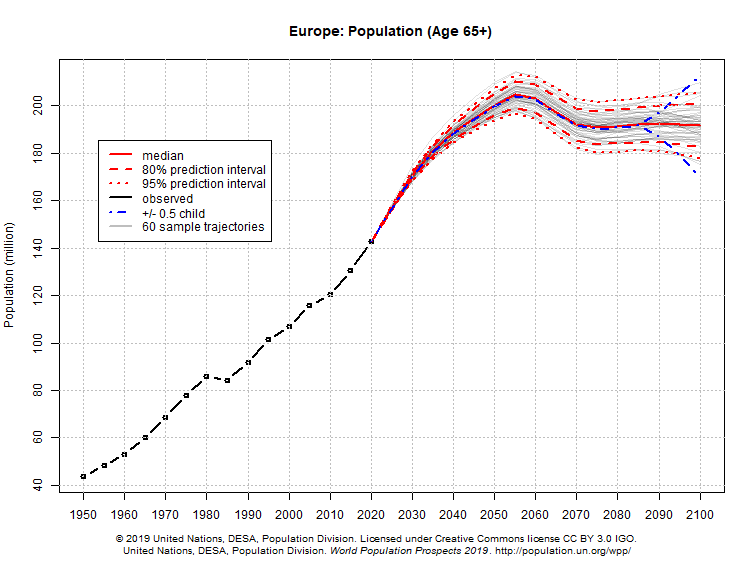 Europe: Population (Age 65+)
Population (million)
200
180
160
140
120
100
80
60
40
median
80% prediction interval
95% prediction interval
observed
+/- 0.5 child
60 sample trajectories
1950 1960 1970 1980 1990 2000 2010 2020 2030 2040 2050 2060 2070 2080 2090 2100
© 2019 United Nations, DESA, Population Division. Licensed under Creative Commons license CC BY 3.0 IGO.
United Nations, DESA, Population Division. World Population Prospects 2019. http://population.un.org/wpp/